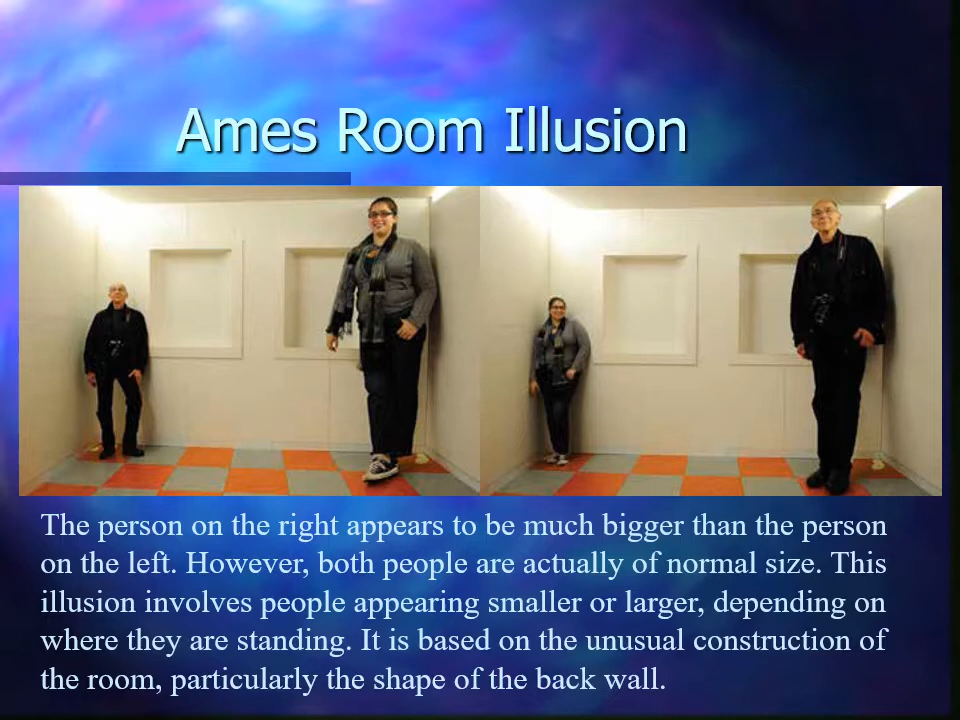 Ames Room Illusion
The person on the right appears to be much bigger than the person
on the left. However, both people are actually of normal size. This
illusion involves people appearing smaller or larger, depending on
where they are standing. It is based on the unusual construction of
the room, particularly the shape of the back wall.